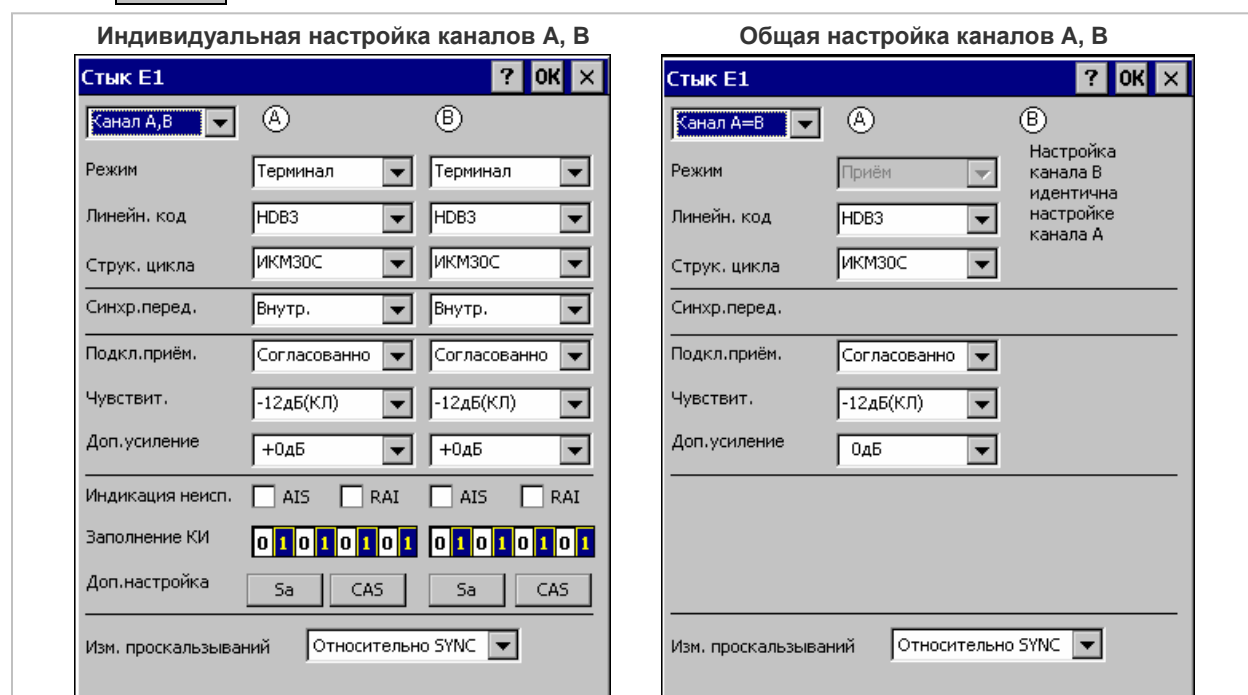 Индивидуальная настройка каналов A, B
Стык E1 ? OK ×
Канал A,B A B
Режим Терминал Терминал
Линейн. код HDB3 HDB3
Струк. цикла ИКМ30С ИКМ30С
Синхр.перед. Внутр. Внутр.
Подкл.приём. Согласованно Согласованно
Чувствит. -12дБ(КЛ) -12дБ(КЛ)
Доп.усиление +0дБ +0дБ
Индикация неисп. AIS RAI AIS RAI
Заполнение КИ 0 1 0 1 0 1 0 1 0 1 0 1 0 1 0 1
Доп.настройка Sa CAS Sa CAS
Изм. проскальзываний Относительно SYNC
Общая настройка каналов A, B
Стык E1 ? OK ×
Канал A=B A B
Режим Приём
Линейн. код HDB3
Струк. цикла ИКМ30С
Настройка
канала B
идентична
настройке
канала A
Синхр.перед.
Подкл.приём. Согласованно
Чувствит. -12дБ(КЛ)
Доп.усиление 0дБ
Изм. проскальзываний Относительно SYNC